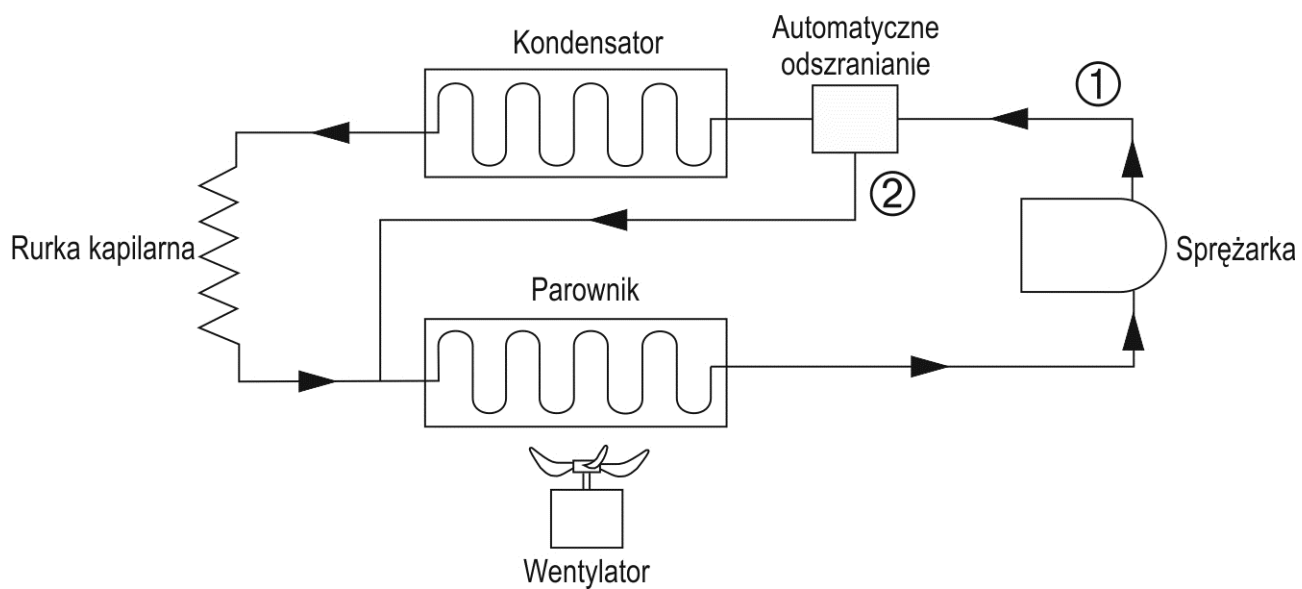 Kondensator
Automatyczne
odszranianie
①
②
Rurka kapilarna
Sprężarka
Parownik
Wentylator